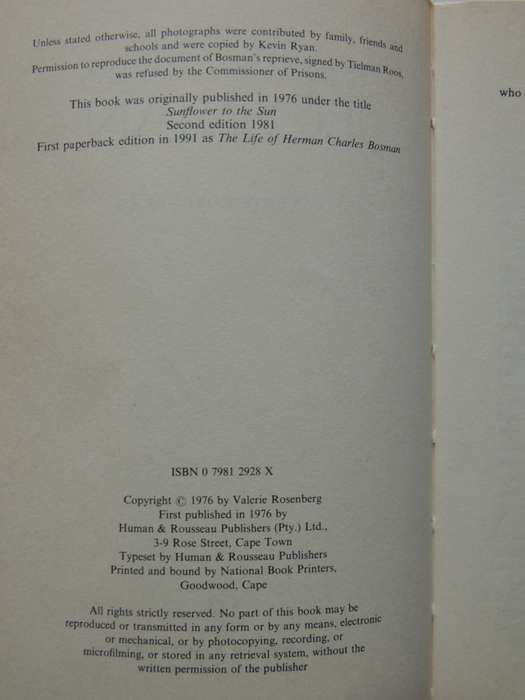 Unless stated otherwise, all photographs were contributed by family, friends and
schools and were copied by Kevin Ryan.
Permission to reproduce the document of Bosman's reprieve, signed by Tielman Roos,
was refused by the Commissioner of Prisons.
This book was originally published in 1976 under the title
Sunflower to the Sun
Second edition 1981
First paperback edition in 1991 as The Life of Herman Charles Bosman
ISBN 0 7981 2928 X
Copyright © 1976 by Valerie Rosenberg
First published in 1976 by
Human & Rousseau Publishers (Pty.) Ltd.,
3-9 Rose Street, Cape Town
Typeset by Human & Rousseau Publishers
Printed and bound by National Book Printers,
Goodwood, Cape
All rights strictly reserved. No part of this book may be
reproduced or transmitted in any form or by any means, electronic
or mechanical, or by photocopying, recording, or
microfilming, or stored in any retrieval system, without the
written permission of the publisher
who